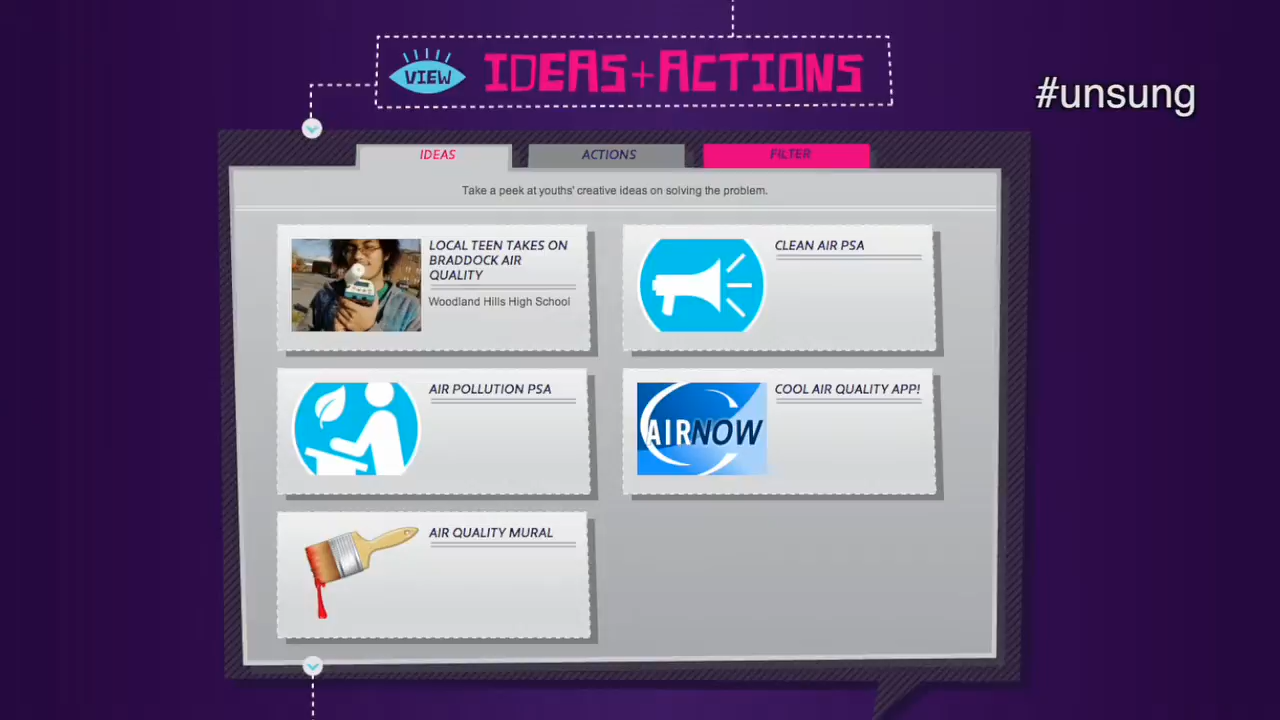 VIEW IDEAS+ACTIONS
#unsung
IDEAS
ACTIONS
FILTER
Take a peek at youths' creative ideas on solving the problem.
LOCAL TEEN TAKES ON
BRADDOCK AIR
QUALITY
Woodland Hills High School
CLEAN AIR PSA
AIR POLLUTION PSA
COOL AIR QUALITY APP!
AIRNOW
AIR QUALITY MURAL